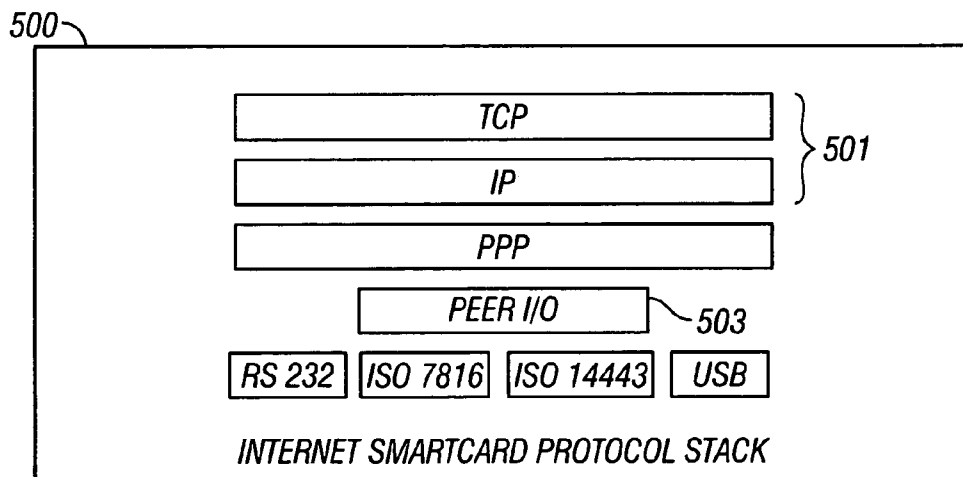 500
TCP
501
IP
PPP
PEER I/O
503
RS 232 ISO 7816 ISO 14443 USB
INTERNET SMARTCARD PROTOCOL STACK